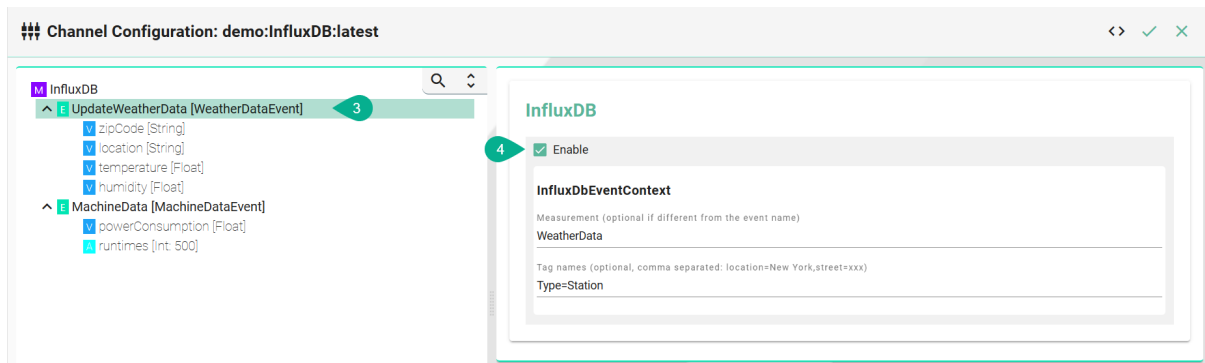 Channel Configuration: demo:InfluxDB:latest
M InfluxDB
E UpdateWeatherData [WeatherDataEvent] 3
V zipCode [String]
V location [String]
V temperature [Float]
V humidity [Float]
E MachineData [MachineDataEvent]
V powerConsumption [Float]
A runtimes [Int: 500]
InfluxDB
4 Enable
InfluxDbEventContext
Measurement (optional if different from the event name)
WeatherData
Tag names (optional, comma separated: location=New York,street=xxx)
Type=Station